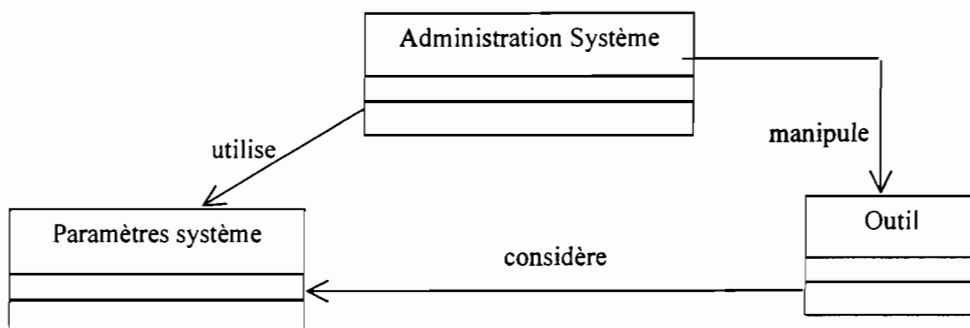 Administration Système
manipule
utilise
Paramètres système
Outil
considère